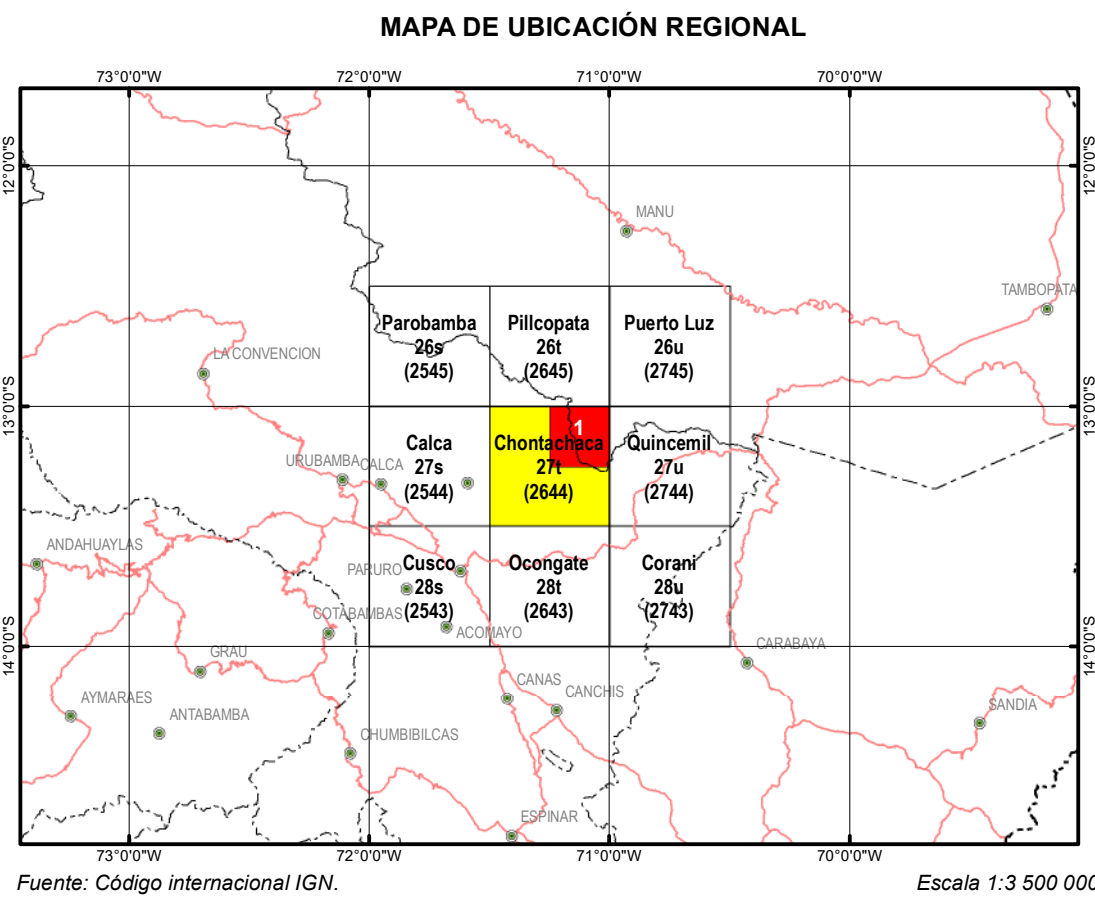 MAPA DE UBICACIÓN REGIONAL
73°0'0"W 72°0'0"W 71°0'0"W 70°0'0"W
12°0'0"S 12°0'0"S
MANU
TAMBOPATA
Parobamba Pillcopata Puerto Luz
26s 26t 26u
(2545) (2645) (2745)
LA CONVENCION
13°0'0"S 13°0'0"S
1
Calca Chontachaca Quincemil
27s 27t 27u
(2544) (2644) (2744)
URUBAMBA CALCA
ANDAHUAYLAS
Cusco Ocongate Corani
28s 28t 28u
(2543) (2643) (2743)
PARURO
COTABAMBAS
ACOMAYO
14°0'0"S 14°0'0"S
GRAU
CARABAYA
AYMARAES
ANTABAMBA
CANAS
CANCHIS
SANDIA
CHUMBIBILCAS
ESPINAR
73°0'0"W 72°0'0"W 71°0'0"W 70°0'0"W
Fuente: Código internacional IGN. Escala 1:3 500 000